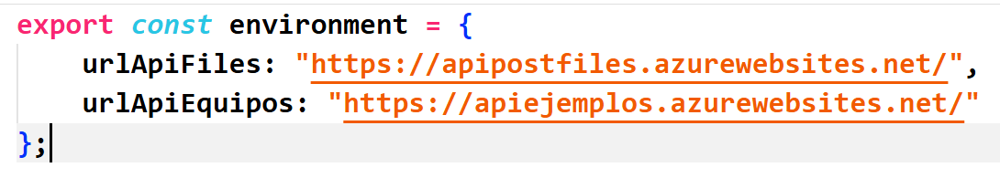 export const environment = {
    urlApiFiles: "https://apipostfiles.azurewebsites.net/",
    urlApiEquipos: "https://apiejemplos.azurewebsites.net/"
};